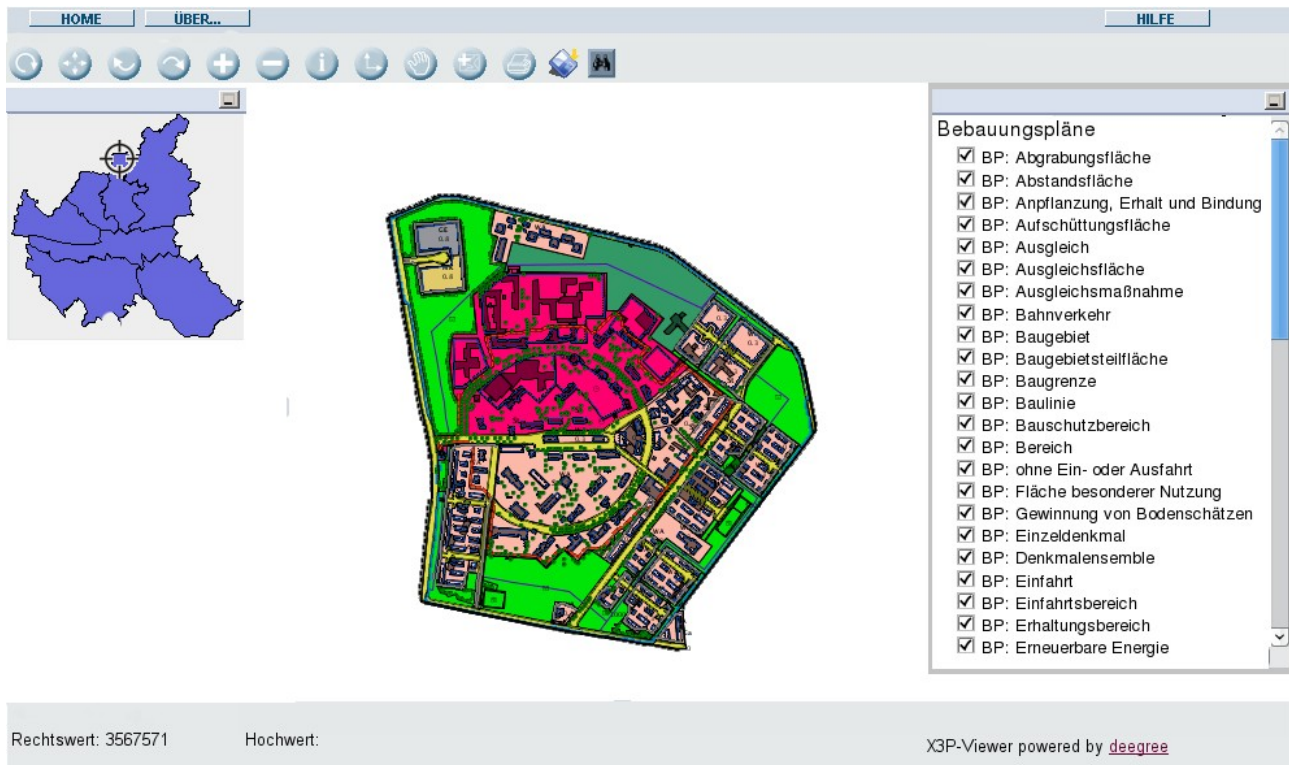 HOME ÜBER... HILFE
Bebauungspläne
BP: Abgrabungsfläche
BP: Abstandsfläche
BP: Anpflanzung, Erhalt und Bindung
BP: Aufschüttungsfläche
BP: Ausgleich
BP: Ausgleichsfläche
BP: Ausgleichsmaßnahme
BP: Bahnverkehr
BP: Baugebiet
BP: Baugebietsteilfläche
BP: Baugrenze
BP: Baulinie
BP: Bauschutzbereich
BP: Bereich
BP: ohne Ein- oder Ausfahrt
BP: Fläche besonderer Nutzung
BP: Gewinnung von Bodenschätzen
BP: Einzeldenkmal
BP: Denkmalensemble
BP: Einfahrt
BP: Einfahrtsbereich
BP: Erhaltungsbereich
BP: Erneuerbare Energie
GE
Rechtswert: 3567571 Hochwert:
X3P-Viewer powered by deegree